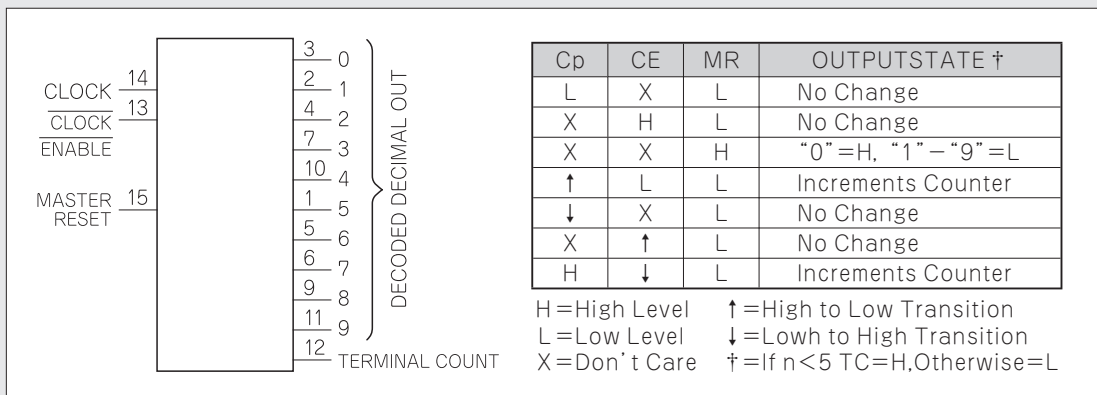 3 0
14 CLOCK
2 1
13 CLOCK ENABLE
4 2
7 3
10 4
15 MASTER RESET
1 5
5 6
6 7
9 8
11 9
12 TERMINAL COUNT
DECODED DECIMAL OUT
Cp CE MR OUTPUTSTATE †
L X L No Change
X H L No Change
X X H “0”=H, “1”−“9”=L
↑ L L Increments Counter
↓ X L No Change
X ↑ L No Change
H ↓ L Increments Counter
H=High Level ↑=High to Low Transition
L=Low Level ↓=Lowh to High Transition
X=Don't Care †=If n<5 TC=H,Otherwise=L